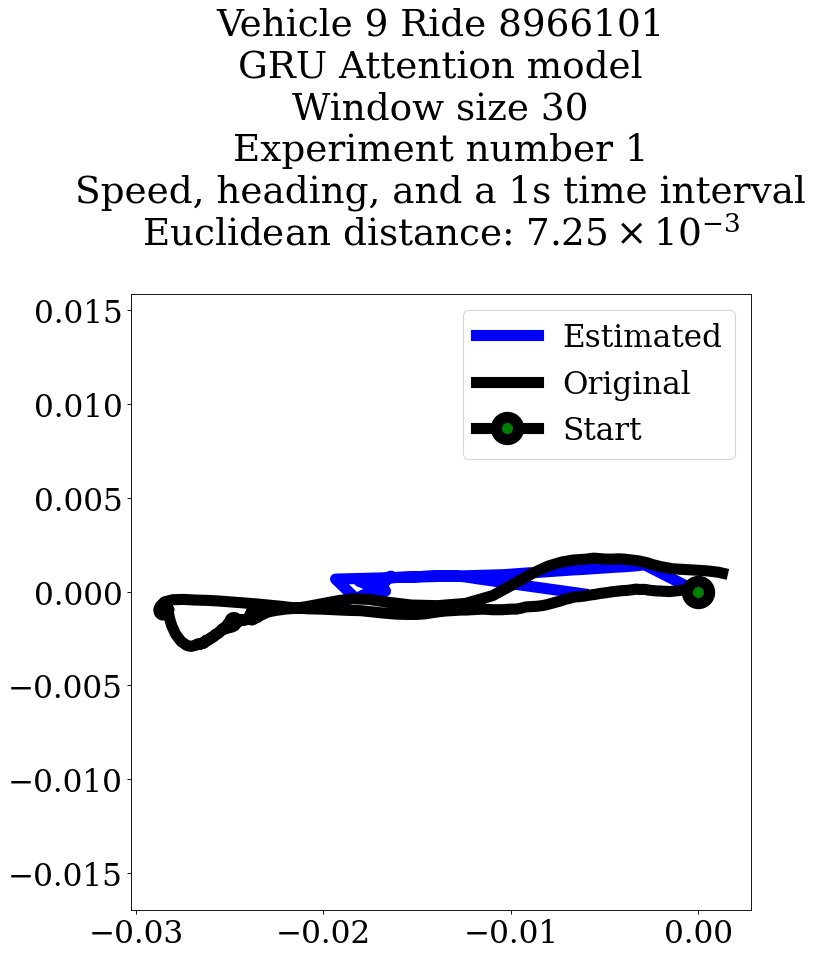 Vehicle 9 Ride 8966101
GRU Attention model
Window size 30
Experiment number 1
Speed, heading, and a 1s time interval
Euclidean distance: 7.25 × 10⁻³
0.015
0.010
0.005
0.000
−0.005
−0.010
−0.015
Estimated
Original
Start
−0.03
−0.02
−0.01
0.00